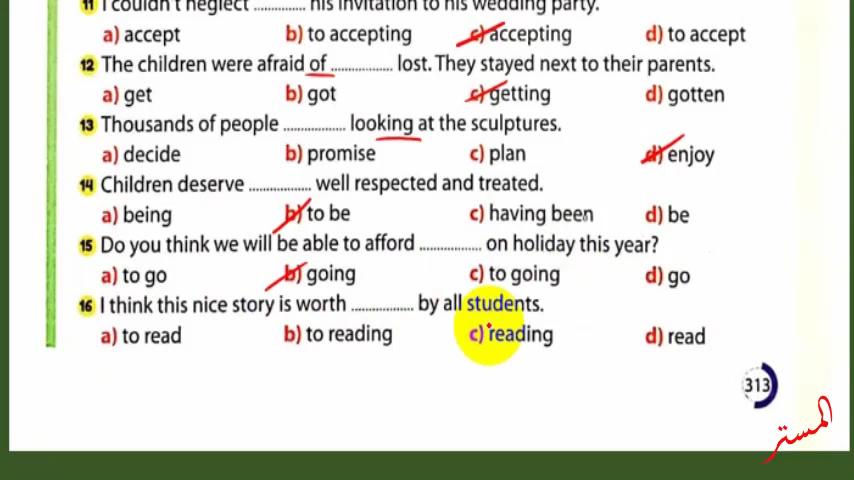 11 I couldn't neglect .............. his invitation to his wedding party.
a) accept b) to accepting c) accepting d) to accept
12 The children were afraid of ................ lost. They stayed next to their parents.
a) get b) got c) getting d) gotten
13 Thousands of people ................ looking at the sculptures.
a) decide b) promise c) plan d) enjoy
14 Children deserve ................ well respected and treated.
a) being b) to be c) having been d) be
15 Do you think we will be able to afford ................ on holiday this year?
a) to go b) going c) to going d) go
16 I think this nice story is worth ................ by all students.
a) to read b) to reading c) reading d) read
313
المستر